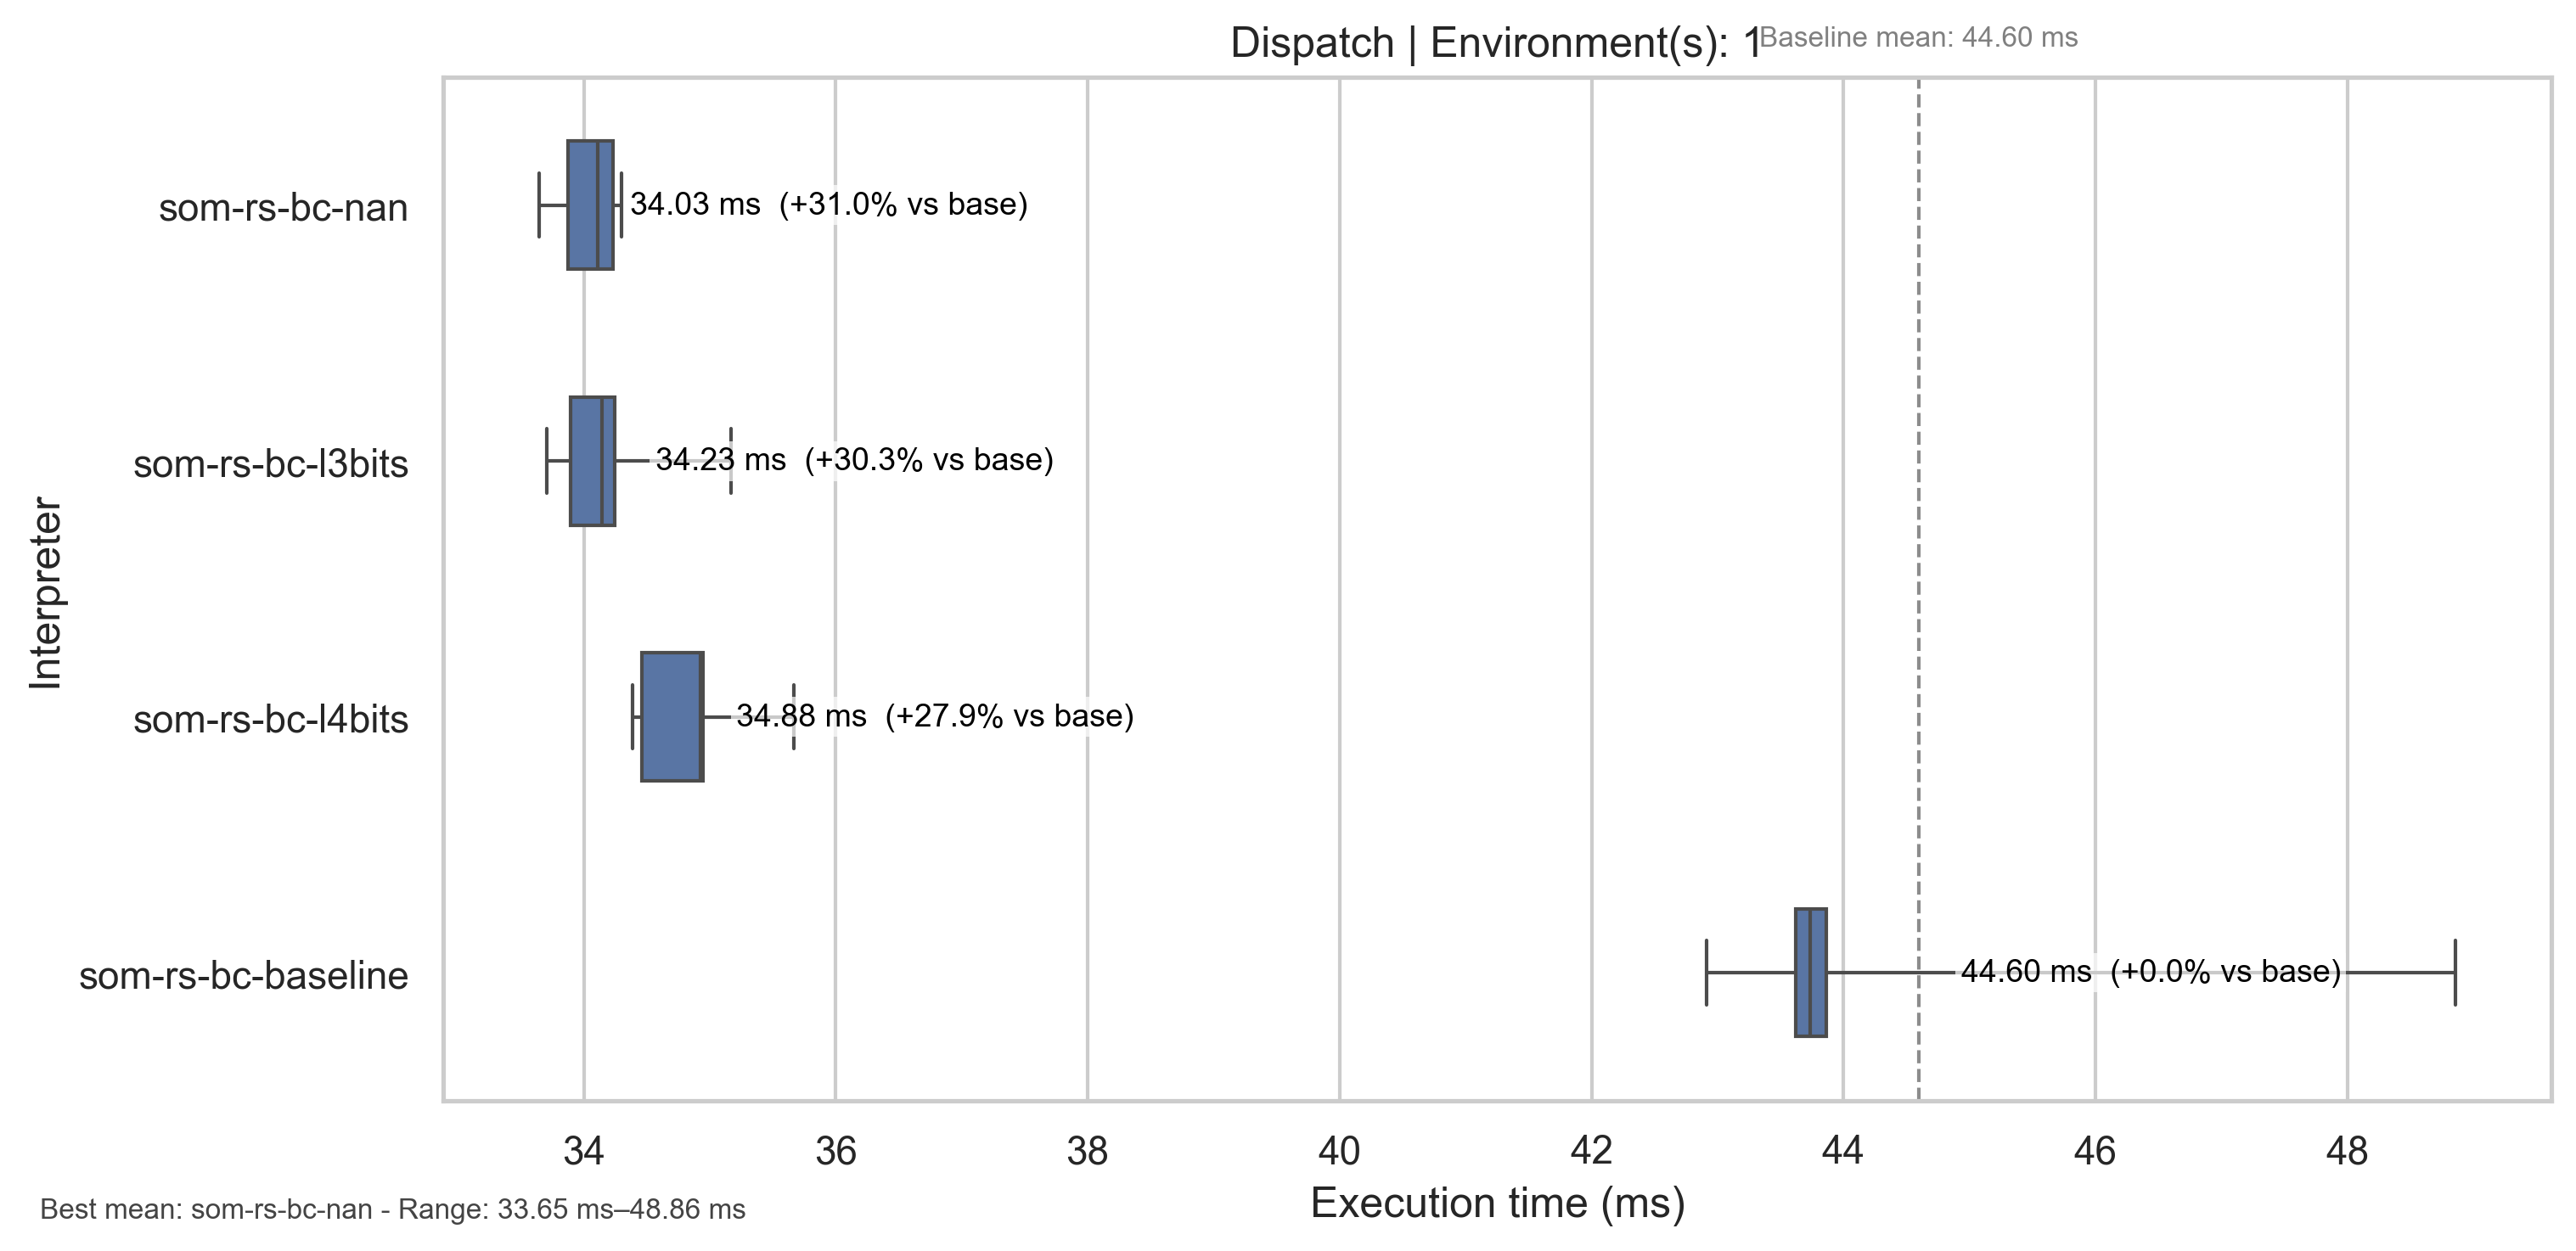 Dispatch | Environment(s): 1
Baseline mean: 44.60 ms
som-rs-bc-nan
34.03 ms  (+31.0% vs base)
som-rs-bc-l3bits
34.23 ms  (+30.3% vs base)
som-rs-bc-l4bits
34.88 ms  (+27.9% vs base)
som-rs-bc-baseline
44.60 ms  (+0.0% vs base)
Interpreter
34 36 38 40 42 44 46 48
Execution time (ms)
Best mean: som-rs-bc-nan - Range: 33.65 ms–48.86 ms